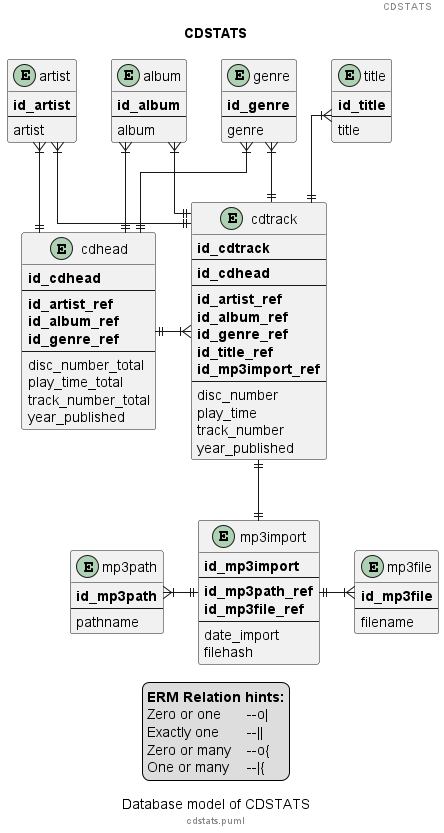 CDSTATS
CDSTATS
E artist
id_artist
artist
E album
id_album
album
E genre
id_genre
genre
E title
id_title
title
E cdhead
id_cdhead
id_artist_ref
id_album_ref
id_genre_ref
disc_number_total
play_time_total
track_number_total
year_published
E cdtrack
id_cdtrack
id_cdhead
id_artist_ref
id_album_ref
id_genre_ref
id_title_ref
id_mp3import_ref
disc_number
play_time
track_number
year_published
E mp3path
id_mp3path
pathname
E mp3import
id_mp3import
id_mp3path_ref
id_mp3file_ref
date_import
filehash
E mp3file
id_mp3file
filename
ERM Relation hints:
Zero or one --o|
Exactly one --||
Zero or many --o{
One or many --|{
Database model of CDSTATS
cdstats.puml